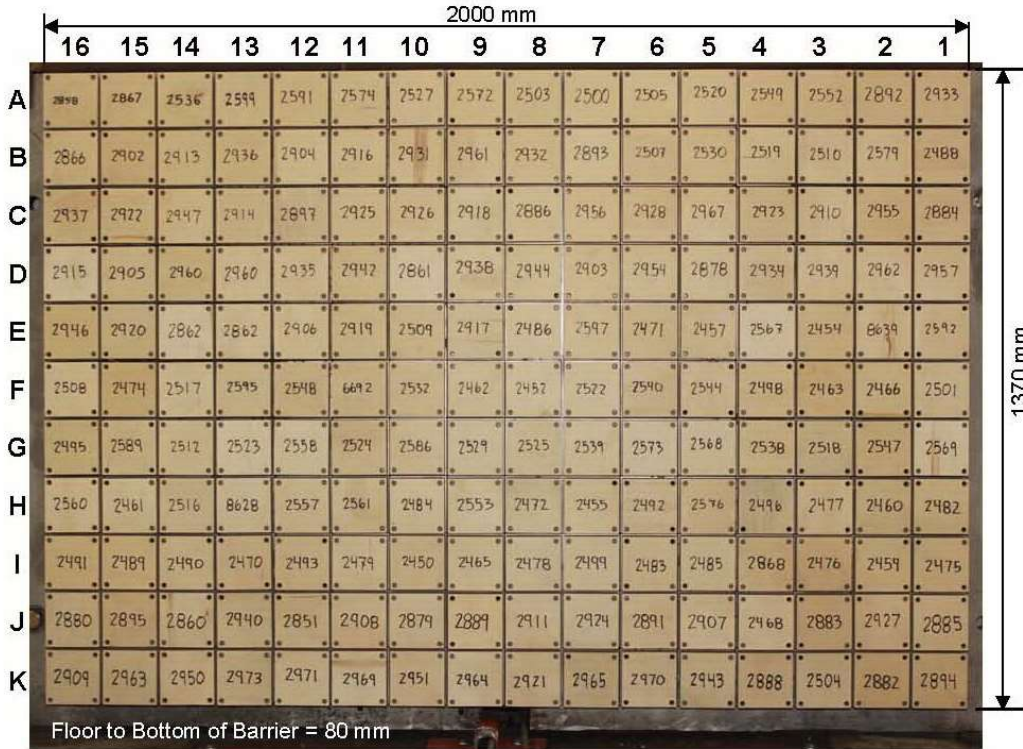 2000 mm
16 15 14 13 12 11 10 9 8 7 6 5 4 3 2 1
A 2858 2867 2536 2599 2591 2574 2527 2572 2503 2500 2505 2520 2549 2552 2892 2933
B 2866 2902 2913 2936 2904 2916 2931 2961 2932 2893 2507 2530 2519 2510 2579 2488
C 2937 2922 2947 2914 2897 2925 2926 2918 2886 2956 2928 2967 2923 2910 2955 2884
D 2915 2905 2960 2960 2935 2942 2861 2938 2944 2903 2954 2878 2934 2939 2962 2957
E 2946 2920 2862 2862 2906 2919 2509 2917 2486 2597 2471 2457 2567 2454 8639 2592
F 2508 2474 2517 2595 2548 6692 2532 2462 2452 2522 2540 2544 2498 2463 2466 2501
G 2495 2589 2512 2523 2558 2524 2586 2529 2525 2539 2573 2568 2538 2518 2547 2569
H 2560 2461 2516 8628 2557 2561 2484 2553 2472 2455 2492 2576 2496 2477 2460 2482
I 2491 2489 2490 2470 2493 2479 2450 2465 2478 2499 2483 2485 2868 2476 2459 2475
J 2880 2895 2860 2940 2851 2908 2879 2889 2911 2924 2891 2907 2468 2883 2927 2885
K 2909 2963 2950 2973 2971 2969 2951 2964 2921 2965 2970 2943 2888 2504 2882 2894
1370 mm
Floor to Bottom of Barrier = 80 mm